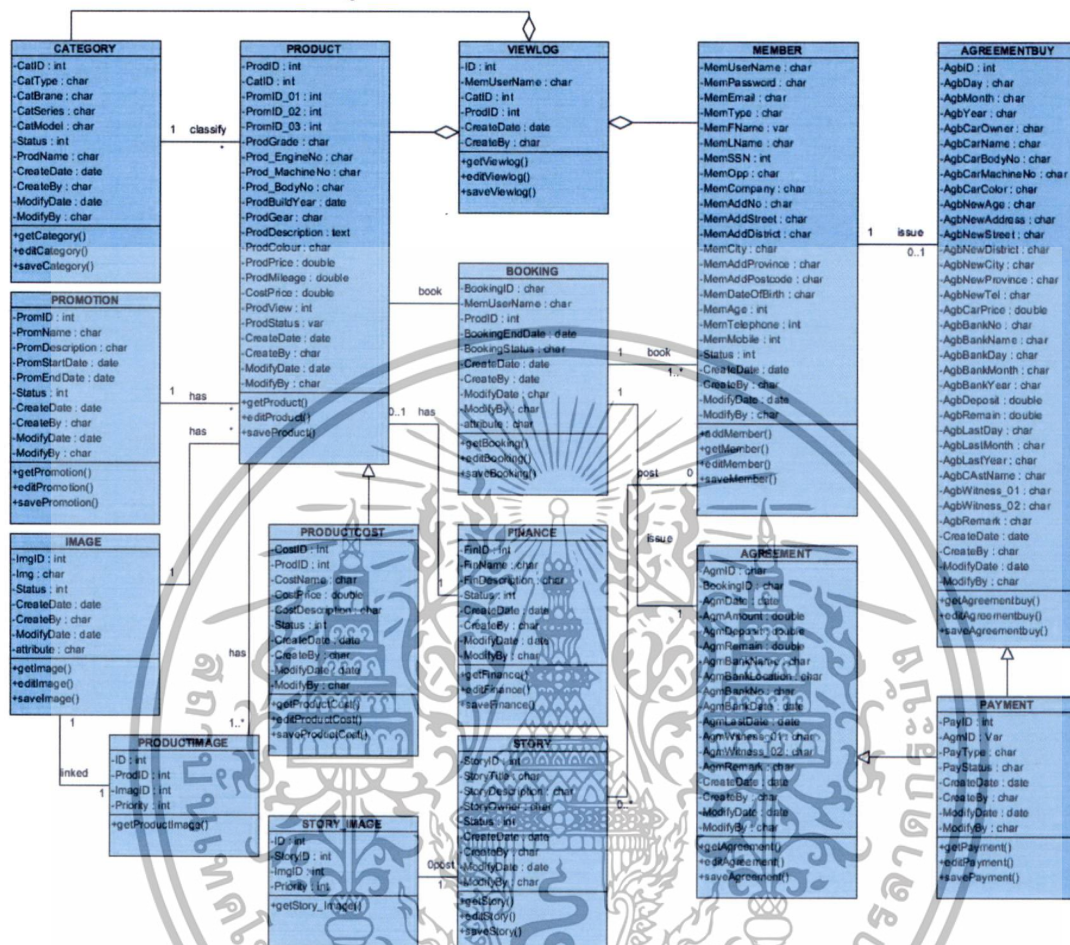 CATEGORY
-CatID : int
-CatType : char
-CatBrane : char
-CatSeries : char
-CatModel : char
-Status : int
-ProdName : char
-CreateDate : date
-CreateBy : char
-ModifyDate : date
-ModifyBy : char
+getCategory()
+editCategory()
+saveCategory()
1 classify
*
PRODUCT
-ProdID : int
-CatID : int
-PromID_01 : int
-PromID_02 : int
-PromID_03 : int
-ProdGrade : char
-Prod_EngineNo : char
-Prod_MachineNo : char
-Prod_BodyNo : char
-ProdBuildYear : date
-ProdGear : char
-ProdDescription : text
-ProdColour : char
-ProdPrice : double
-ProdMileage : double
-CostPrice : double
-ProdView : int
-ProdStatus : var
-CreateDate : date
-CreateBy : char
-ModifyDate : date
-ModifyBy : char
+getProduct()
+editProduct()
+saveProduct()
VIEWLOG
-ID : int
-MemUserName : char
-CatID : int
-ProdID : int
-CreateDate : date
-CreateBy : char
+getViewlog()
+editViewlog()
+saveViewlog()
MEMBER
-MemUserName : char
-MemPassword : char
-MemEmail : char
-MemType : char
-MemFName : var
-MemLName : char
-MemSSN : int
-MemOpp : char
-MemCompany : char
-MemAddNo : char
-MemAddStreet : char
-MemAddDistrict : char
-MemCity : char
-MemAddProvince : char
-MemAddPostcode : char
-MemDateOfBirth : char
-MemAge : int
-MemTelephone : int
-MemMobile : int
-Status : int
-CreateDate : date
-CreateBy : char
-ModifyDate : date
-ModifyBy : char
+addMember()
+getMember()
+editMember()
+saveMember()
1 issue
0..1
AGREEMENTBUY
-AgbID : int
-AgbDay : char
-AgbMonth : char
-AgbYear : char
-AgbCarOwner : char
-AgbCarName : char
-AgbCarBodyNo : char
-AgbCarMachineNo : char
-AgbCarColor : char
-AgbNewAge : char
-AgbNewAddress : char
-AgbNewStreet : char
-AgbNewDistrict : char
-AgbNewCity : char
-AgbNewProvince : char
-AgbNewTel : char
-AgbCarPrice : double
-AgbBankNo : char
-AgbBankName : char
-AgbBankDay : char
-AgbBankMonth : char
-AgbBankYear : char
-AgbDeposit : double
-AgbRemain : double
-AgbLastDay : char
-AgbLastMonth : char
-AgbLastYear : char
-AgbCAstName : char
-AgbWitness_01 : char
-AgbWitness_02 : char
-AgbRemark : char
-CreateDate : date
-CreateBy : char
-ModifyDate : date
-ModifyBy : char
+getAgreementbuy()
+editAgreementbuy()
+saveAgreementbuy()
PROMOTION
-PromID : int
-PromName : char
-PromDescription : char
-PromStartDate : date
-PromEndDate : date
-Status : int
-CreateDate : date
-CreateBy : char
-ModifyDate : date
-ModifyBy : char
+getPromotion()
+editPromotion()
+savePromotion()
1 has
*
has
*
1
book
BOOKING
-BookingID : char
-MemUserName : char
-ProdID : int
-BookingEndDate : date
-BookingStatus : char
-CreateDate : date
-CreateBy : date
-ModifyDate : char
-ModifyBy : char
-attribute : char
+getBooking()
+editBooking()
+saveBooking()
1 book
1..*
1
0..1 has
1
post 0
issue
1
IMAGE
-ImgID : int
-Img : char
-Status : int
-CreateDate : date
-CreateBy : char
-ModifyDate : date
-attribute : char
+getImage()
+editImage()
+saveImage()
1
linked
1
has
1..*
PRODUCTIMAGE
-ID : int
-ProdID : int
-ImagID : int
-Priority : int
+getProductImage()
PRODUCTCOST
-CostID : int
-ProdID : int
-CostName : char
-CostPrice : double
-CostDescription : char
-Status : int
-CreateDate : date
-CreateBy : char
-ModifyDate : date
-ModifyBy : char
+getProductCost()
+editProductCost()
+saveProductCost()
FINANCE
-FinID : int
-FinName : char
-FinDescription : char
-Status : int
-CreateDate : date
-CreateBy : char
-ModifyDate : date
-ModifyBy : char
+getFinance()
+editFinance()
+saveFinance()
AGREEMENT
-AgmID : char
-BookingID : char
-AgmDate : date
-AgmAmount : double
-AgmDeposit : double
-AgmRemain : double
-AgmBankName : char
-AgmBankLocation : char
-AgmBankNo : char
-AgmBankDate : date
-AgmLastDate : date
-AgmWitness_01 : char
-AgmWitness_02 : char
-AgmRemark : char
-CreateDate : date
-CreateBy : char
-ModifyDate : date
-ModifyBy : char
+getAgreement()
+editAgreement()
+saveAgreement()
PAYMENT
-PayID : int
-AgmID : Var
-PayType : char
-PayStatus : char
-CreateDate : date
-CreateBy : char
-ModifyDate : date
-ModifyBy : char
+getPayment()
+editPayment()
+savePayment()
STORY_IMAGE
-ID : int
-StoryID : int
-ImgID : int
-Priority : int
+getStory_Image()
0post
1..
STORY
-StoryID : int
-StoryTitle : char
-StoryDescription : char
-StoryOwner : char
-Status : int
-CreateDate : date
-CreateBy : char
-ModifyDate : date
-ModifyBy : char
+getStory()
+editStory()
+saveStory()
0..*